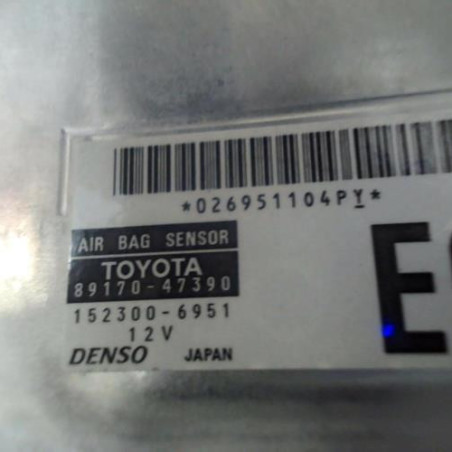 *026951104PY*
AIR BAG SENSOR
TOYOTA
89170-47390
152300-6951
12V
DENSO JAPAN